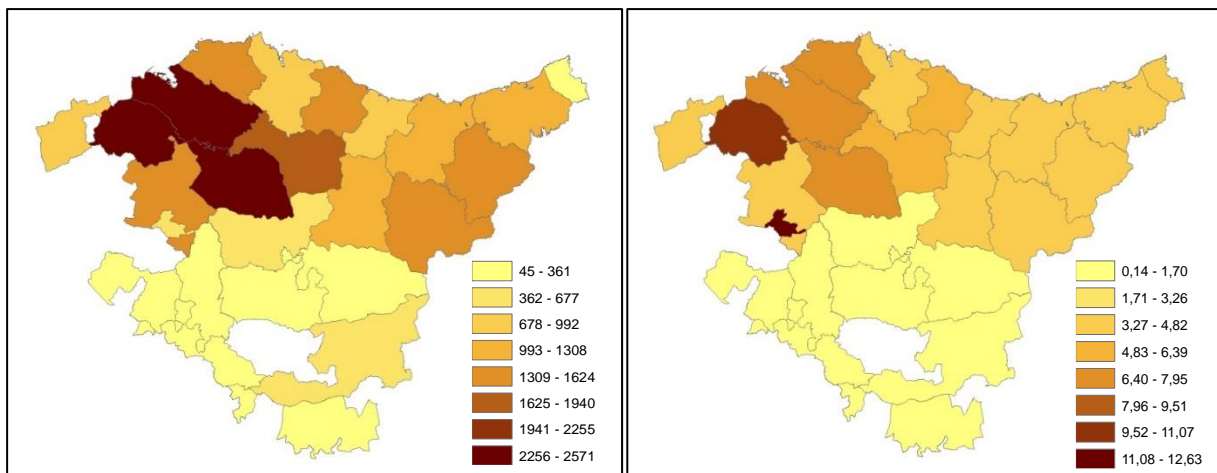 45 - 361
362 - 677
678 - 992
993 - 1308
1309 - 1624
1625 - 1940
1941 - 2255
2256 - 2571
0,14 - 1,70
1,71 - 3,26
3,27 - 4,82
4,83 - 6,39
6,40 - 7,95
7,96 - 9,51
9,52 - 11,07
11,08 - 12,63